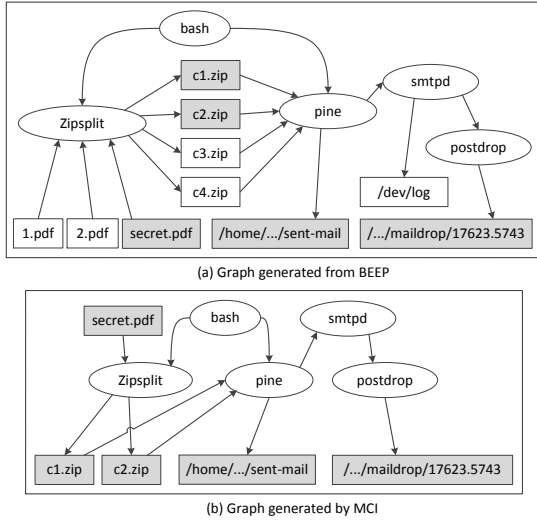 bash
c1.zip
smtpd
c2.zip
Zipsplit
pine
c3.zip
postdrop
c4.zip
/dev/log
1.pdf 2.pdf secret.pdf /home/.../sent-mail /.../maildrop/17623.5743
(a) Graph generated from BEEP
secret.pdf bash smtpd
Zipsplit pine postdrop
c1.zip c2.zip /home/.../sent-mail /.../maildrop/17623.5743
(b) Graph generated by MCI